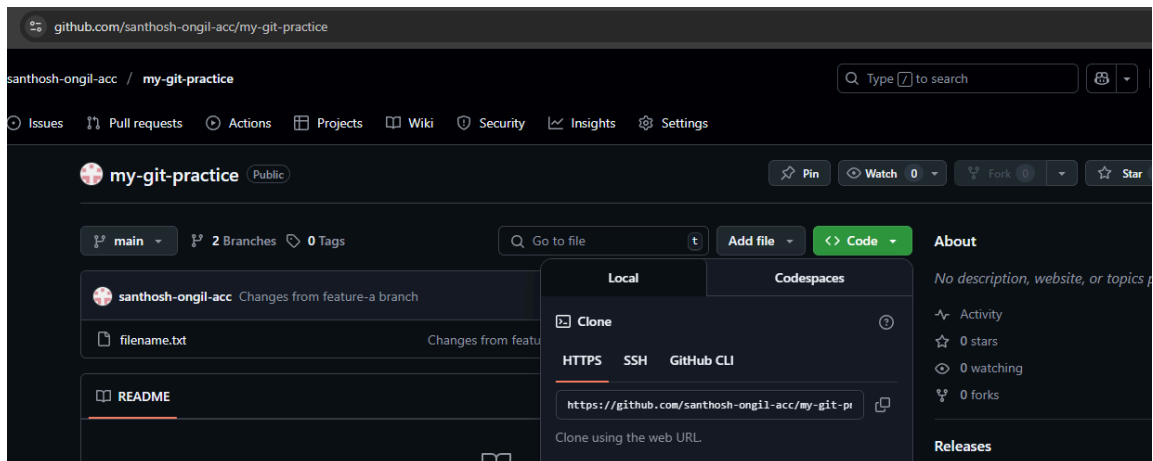 github.com/santhosh-ongil-acc/my-git-practice
santhosh-ongil-acc / my-git-practice
Type / to search
Issues Pull requests Actions Projects Wiki Security Insights Settings
my-git-practice Public
Pin Watch 0 Fork 0 Star
main 2 Branches 0 Tags
Go to file t Add file <> Code
About
Local Codespaces
No description, website, or topics p
santhosh-ongil-acc Changes from feature-a branch
Clone
Activity
filename.txt Changes from featu
0 stars
HTTPS SSH GitHub CLI
0 watching
README
0 forks
https://github.com/santhosh-ongil-acc/my-git-pr
Clone using the web URL.
Releases